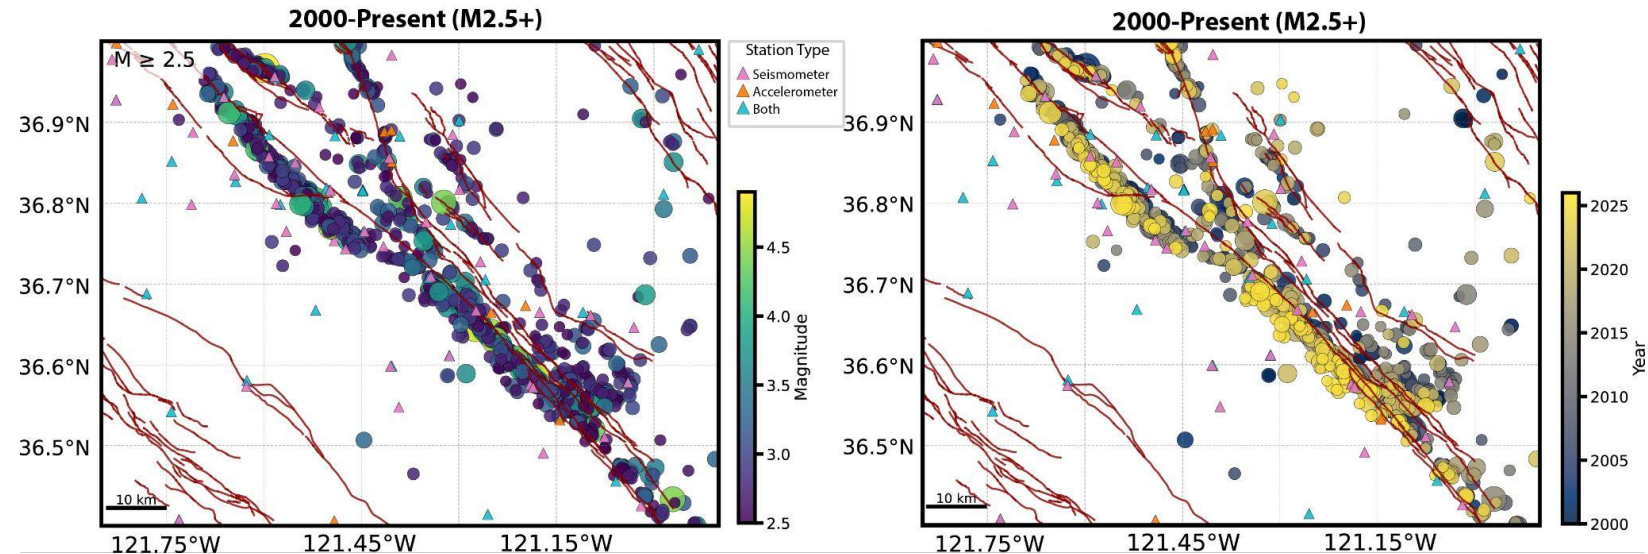 2000-Present (M2.5+)
M ≥ 2.5
36.9°N
36.8°N
36.7°N
36.6°N
36.5°N
10 km
121.75°W
121.45°W
121.15°W
Station Type
Seismometer
Accelerometer
Both
4.5
4.0
3.5
3.0
2.5
Magnitude
2000-Present (M2.5+)
36.9°N
36.8°N
36.7°N
36.6°N
36.5°N
10 km
121.75°W
121.45°W
121.15°W
2025
2020
2015
2010
2005
2000
Year